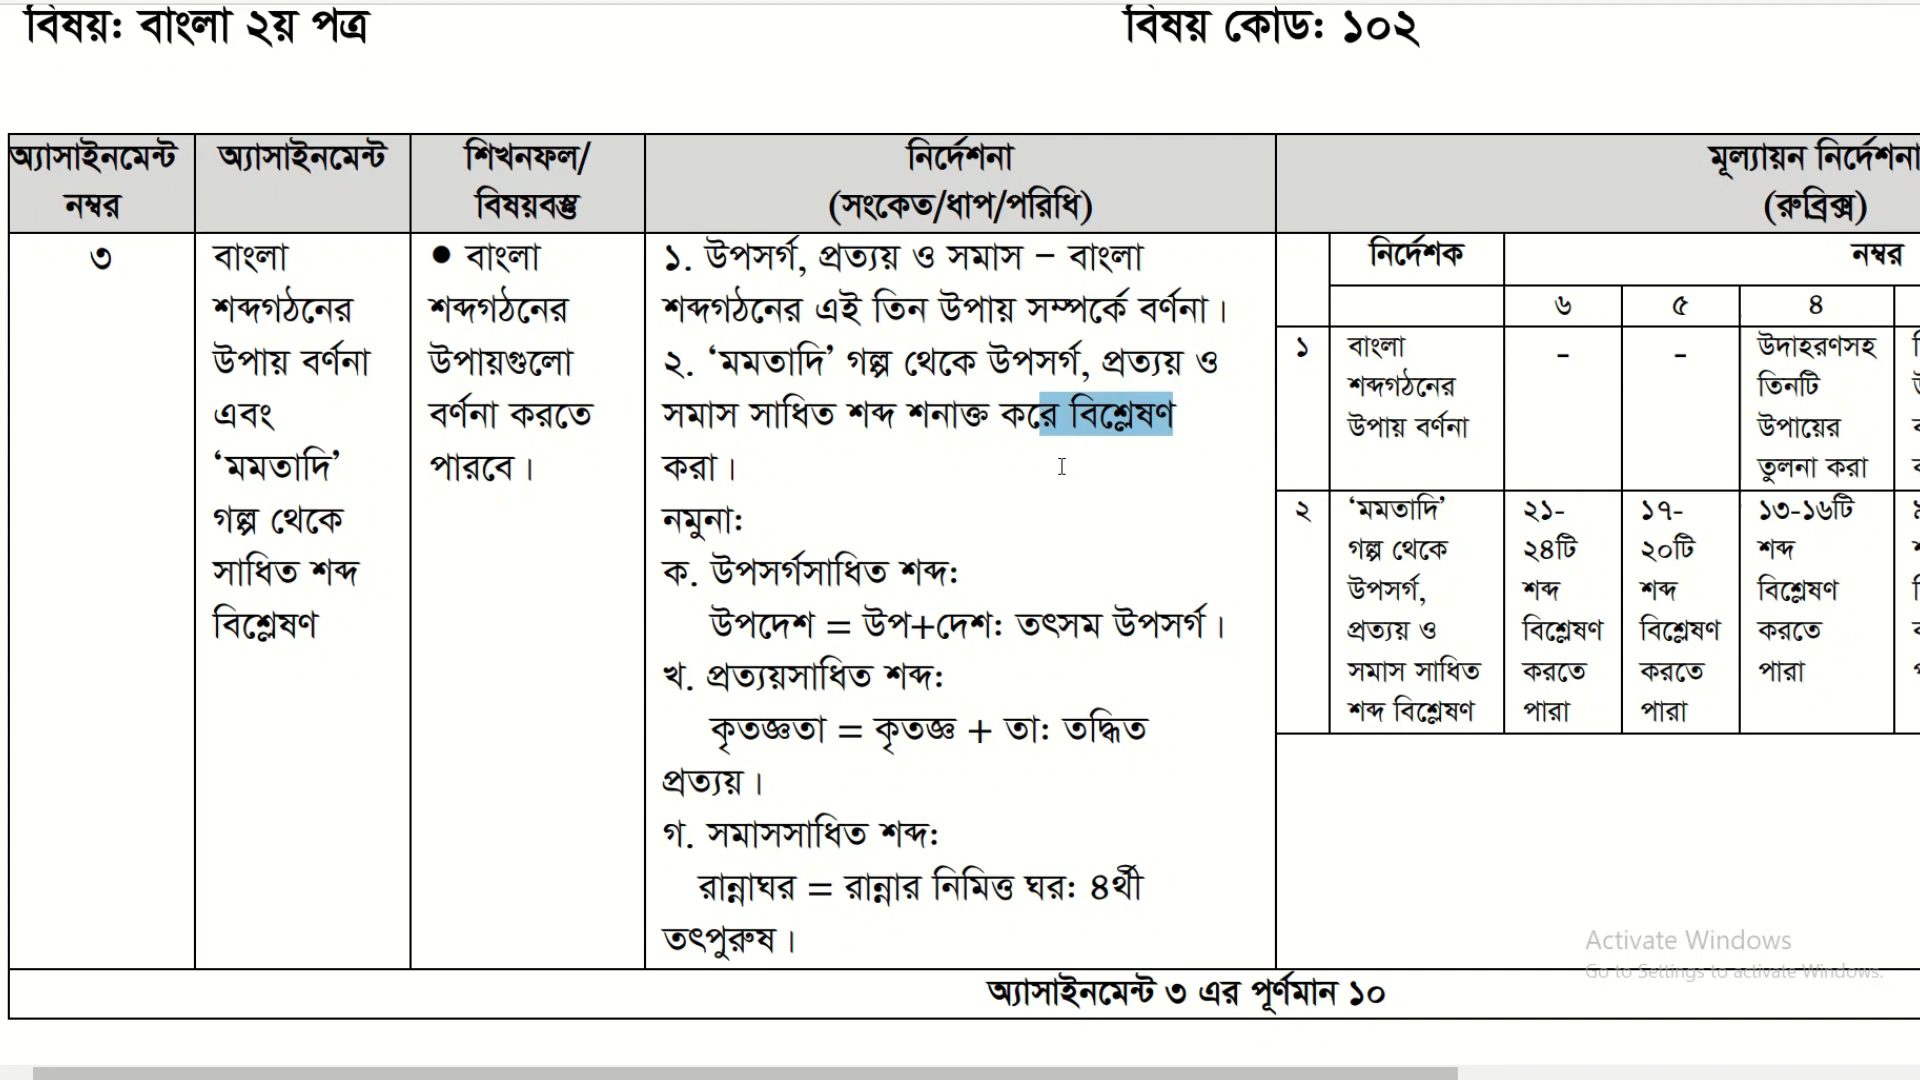 বিষয়: বাংলা ২য় পত্র
বিষয় কোড: ১০২
অ্যাসাইনমেন্ট
নম্বর
অ্যাসাইনমেন্ট
শিখনফল/
বিষয়বস্তু
নির্দেশনা
(সংকেত/ধাপ/পরিধি)
মূল্যায়ন নির্দেশনা
(রুব্রিক্স)
৩
বাংলা
শব্দগঠনের
উপায় বর্ণনা
এবং
‘মমতাদি’
গল্প থেকে
সাধিত শব্দ
বিশ্লেষণ
● বাংলা
শব্দগঠনের
উপায়গুলো
বর্ণনা করতে
পারবে।
১. উপসর্গ, প্রত্যয় ও সমাস – বাংলা
শব্দগঠনের এই তিন উপায় সম্পর্কে বর্ণনা।
২. ‘মমতাদি’ গল্প থেকে উপসর্গ, প্রত্যয় ও
সমাস সাধিত শব্দ শনাক্ত করে বিশ্লেষণ
করা।
নমুনা:
ক. উপসর্গসাধিত শব্দ:
উপদেশ = উপ+দেশ: তৎসম উপসর্গ।
খ. প্রত্যয়সাধিত শব্দ:
কৃতজ্ঞতা = কৃতজ্ঞ + তা: তদ্ধিত
প্রত্যয়।
গ. সমাসসাধিত শব্দ:
রান্নাঘর = রান্নার নিমিত্ত ঘর: ৪র্থী
তৎপুরুষ।
নির্দেশক
নম্বর
৬
৫
৪
১
বাংলা
শব্দগঠনের
উপায় বর্ণনা
-
-
উদাহরণসহ
তিনটি
উপায়ের
তুলনা করা
২
‘মমতাদি’
গল্প থেকে
উপসর্গ,
প্রত্যয় ও
সমাস সাধিত
শব্দ বিশ্লেষণ
২১-
২৪টি
শব্দ
বিশ্লেষণ
করতে
পারা
১৭-
২০টি
শব্দ
বিশ্লেষণ
করতে
পারা
১৩-১৬টি
শব্দ
বিশ্লেষণ
করতে
পারা
অ্যাসাইনমেন্ট ৩ এর পূর্ণমান ১০
Activate Windows
Go to Settings to activate Windows.